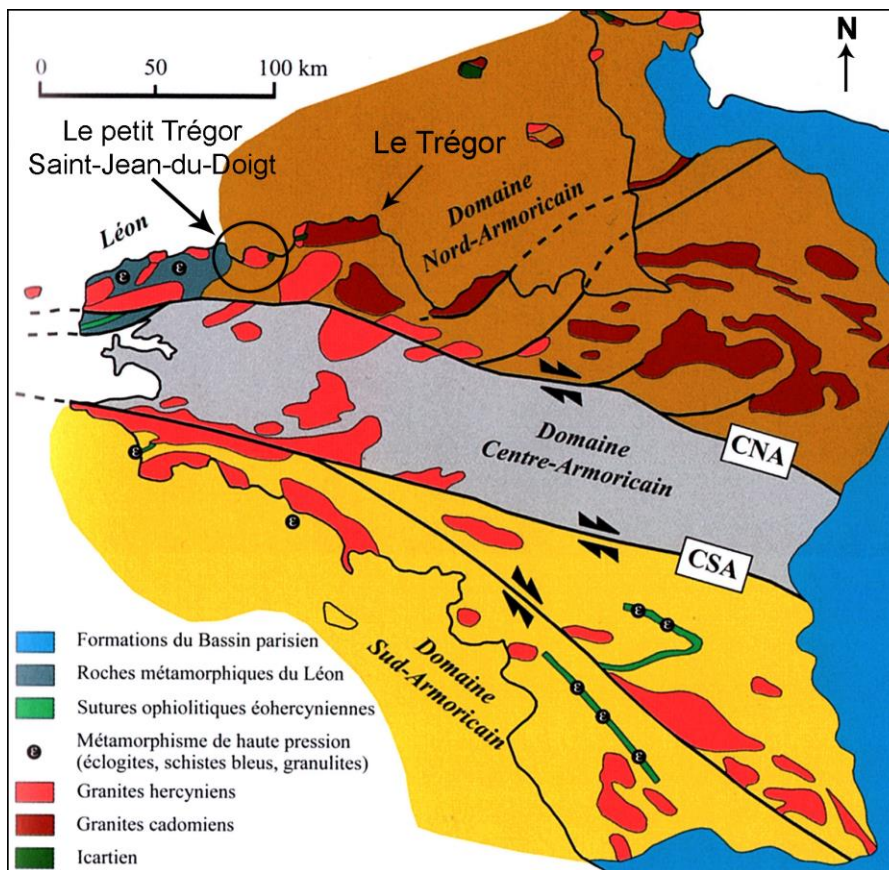 N
0 50 100 km
Le petit Trégor
Saint-Jean-du-Doigt
Le Trégor
Léon
Domaine
Nord-Armoricain
Domaine
Centre-Armoricain
CNA
CSA
Domaine
Sud-Armoricain
ε
ε
ε
ε
ε
ε
ε
ε
ε
Formations du Bassin parisien
Roches métamorphiques du Léon
Sutures ophiolitiques éohercyniennes
ε Métamorphisme de haute pression
(éclogites, schistes bleus, granulites)
Granites hercyniens
Granites cadomiens
Icartien